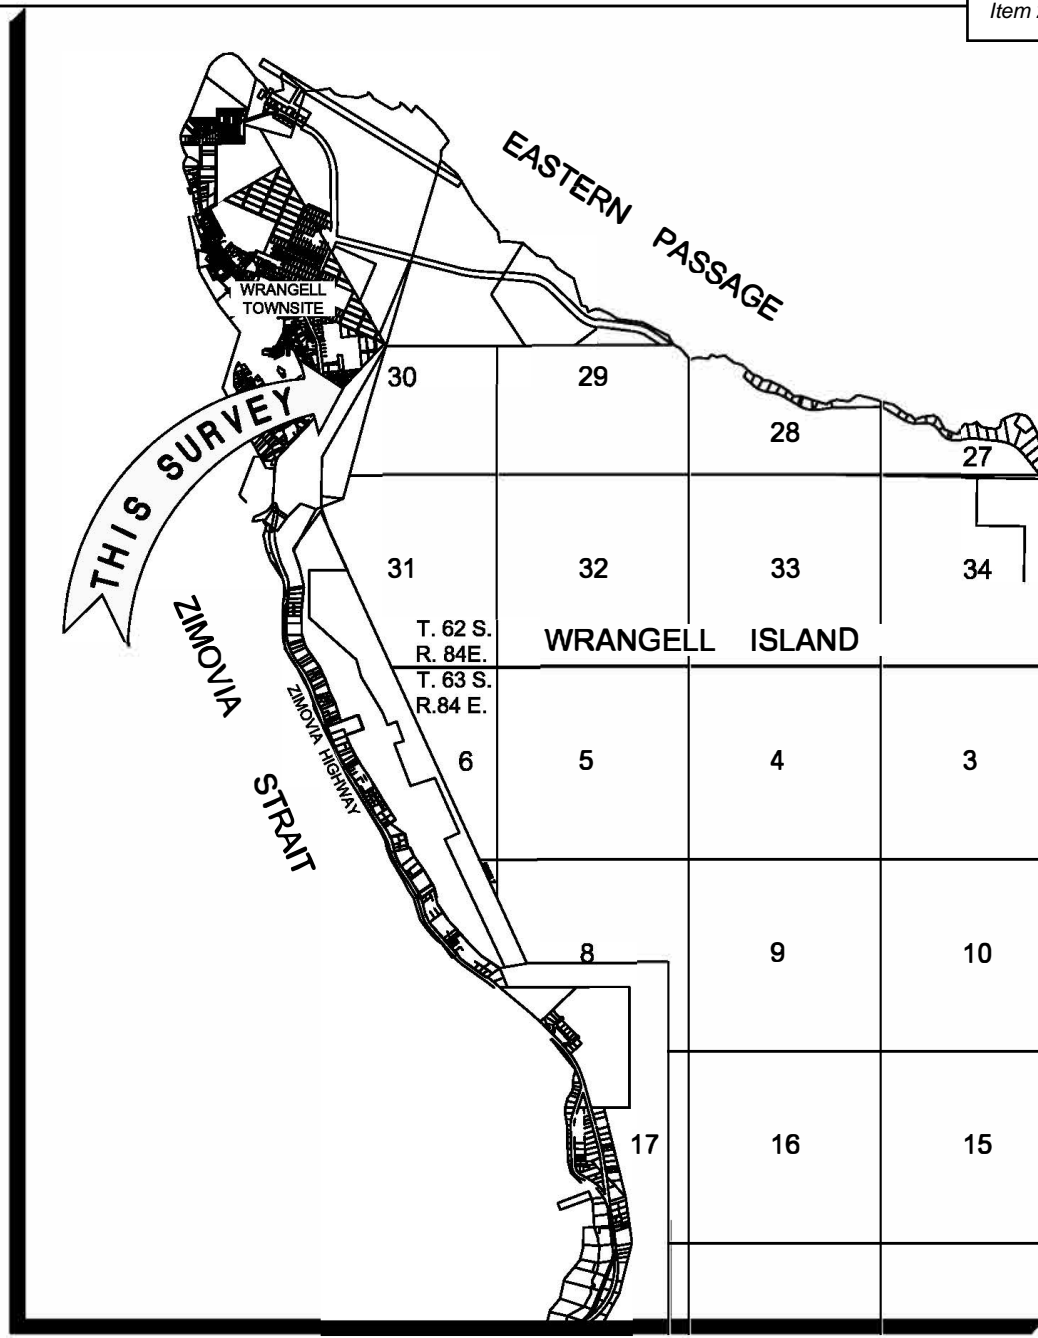 Item
EASTERN PASSAGE
WRANGELL
TOWNSITE
30
29
28
27
THIS SURVEY
31
32
33
34
T. 62 S.
R. 84E.
WRANGELL ISLAND
T. 63 S.
R.84 E.
ZIMOVIA STRAIT
ZIMOVIA HIGHWAY
6
5
4
3
8
9
10
17
16
15